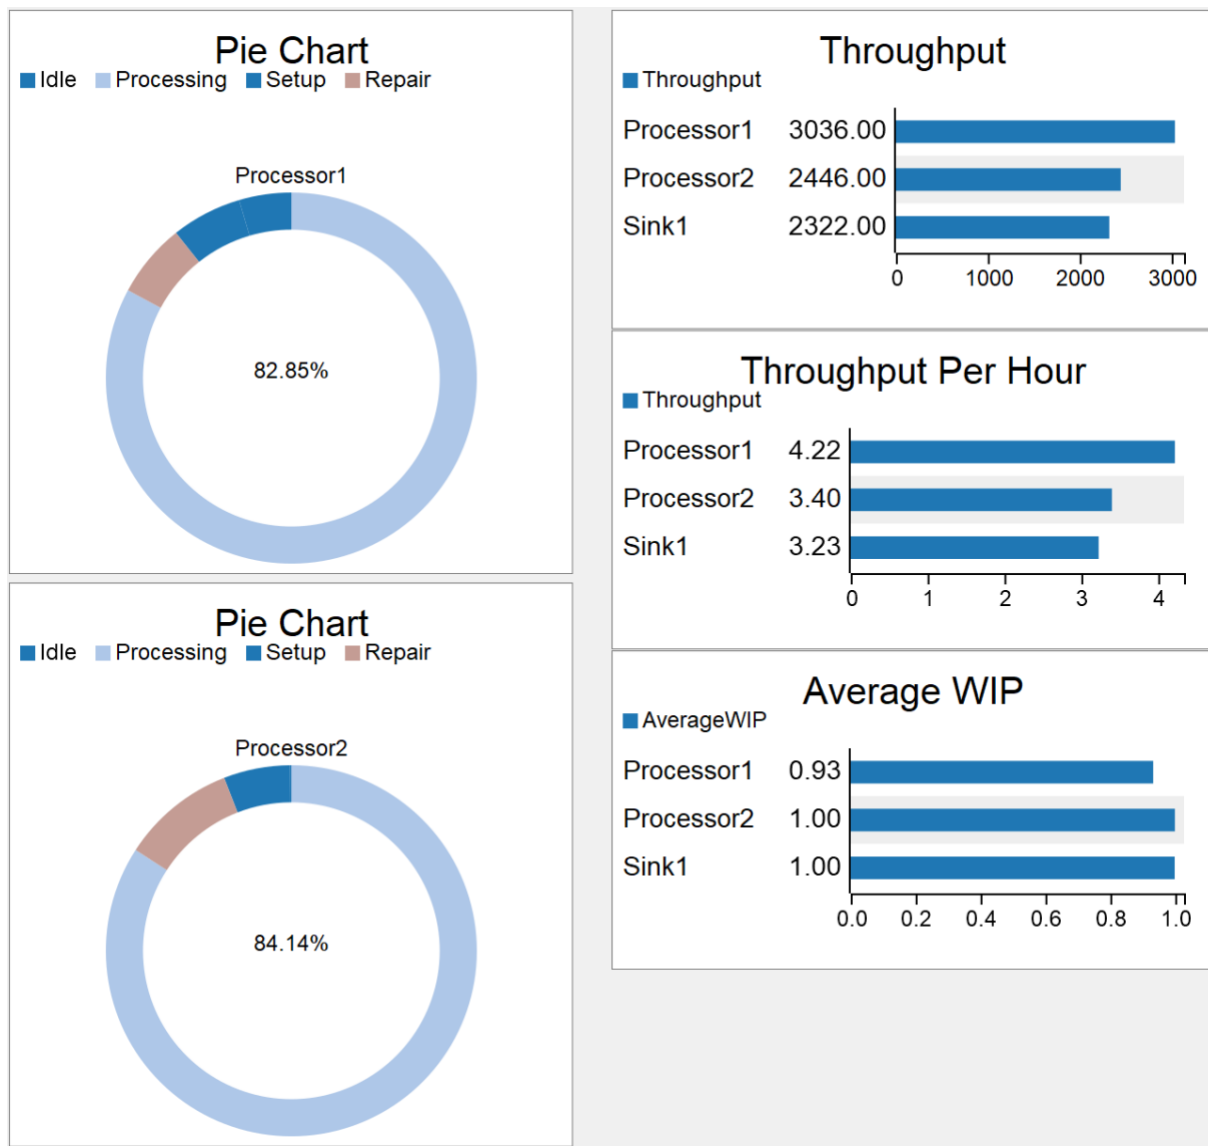 Pie Chart
Idle Processing Setup Repair
Processor1
82.85%
Pie Chart
Idle Processing Setup Repair
Processor2
84.14%
Throughput
Throughput
Processor1 3036.00
Processor2 2446.00
Sink1 2322.00
0 1000 2000 3000
Throughput Per Hour
Throughput
Processor1 4.22
Processor2 3.40
Sink1 3.23
0 1 2 3 4
Average WIP
AverageWIP
Processor1 0.93
Processor2 1.00
Sink1 1.00
0.0 0.2 0.4 0.6 0.8 1.0